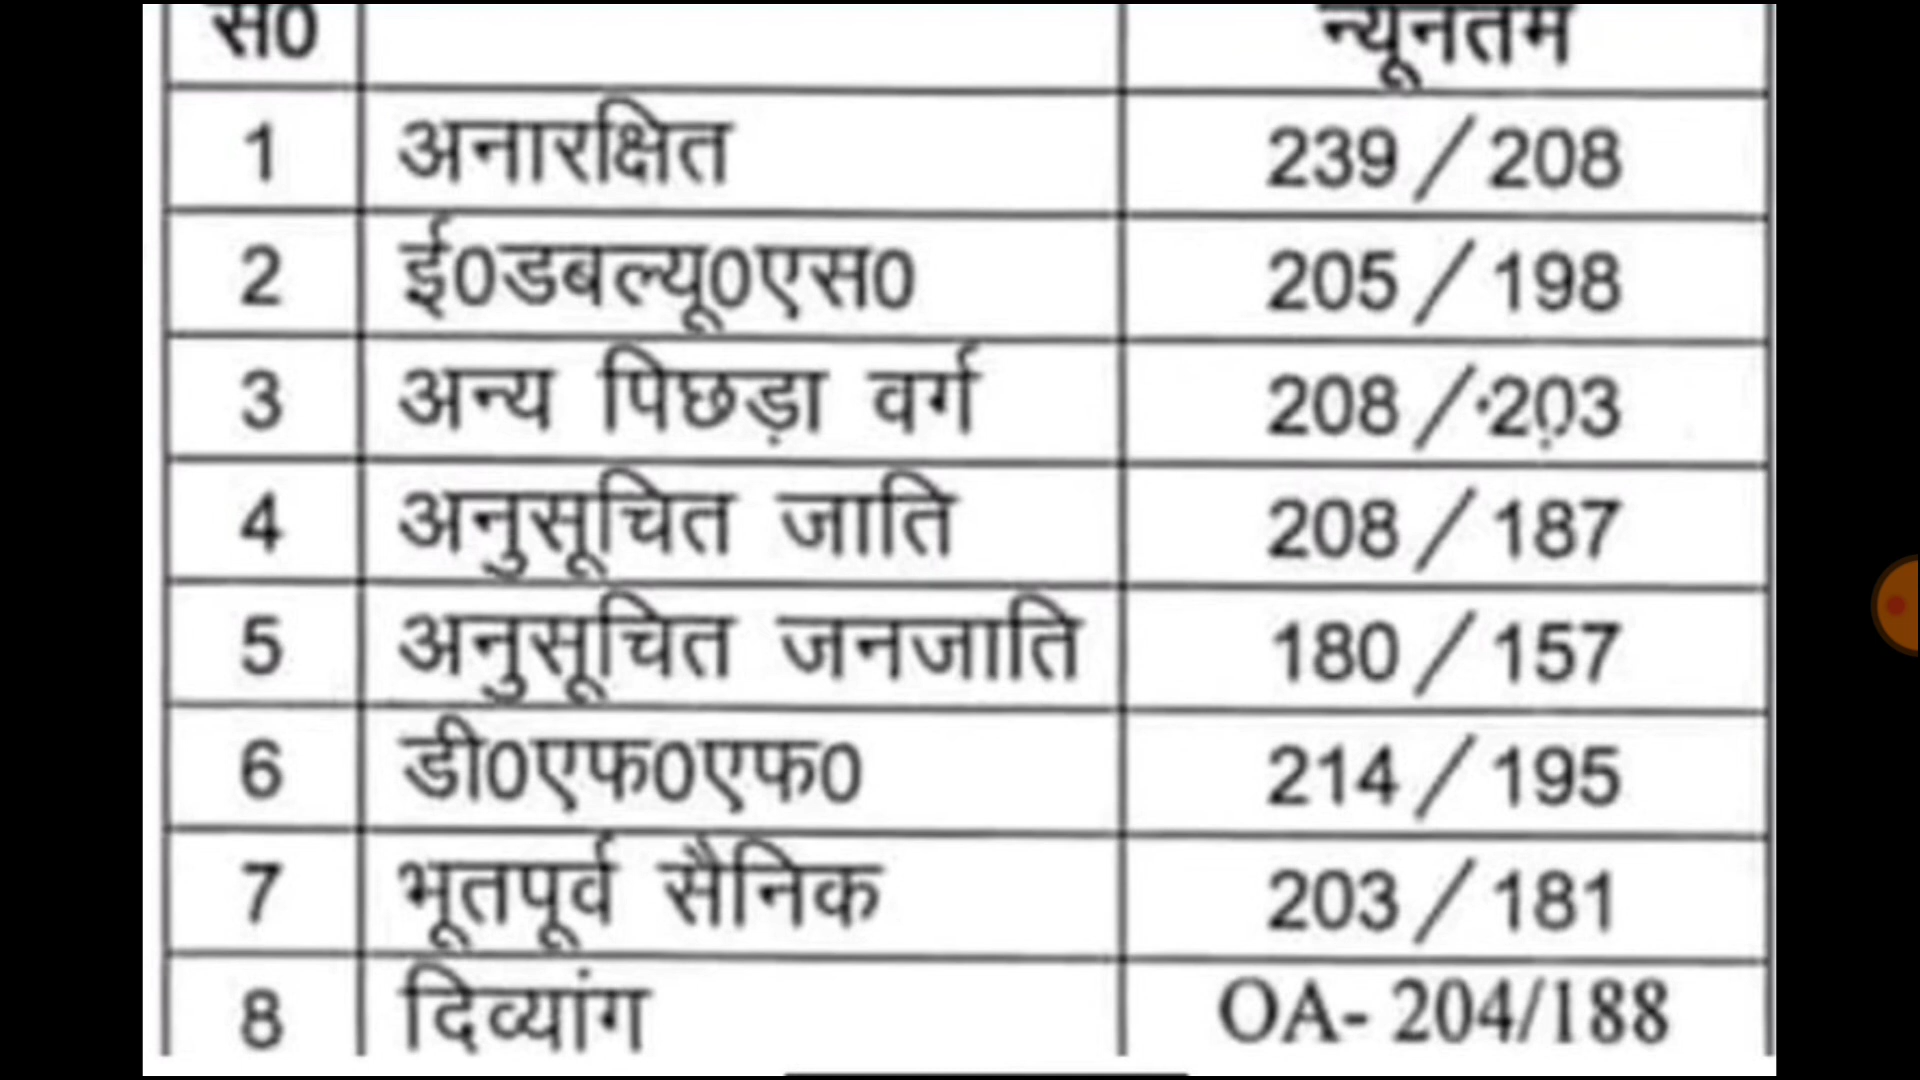 स0 न्यूनतम
1 अनारक्षित 239/208
2 ई0डबल्यू0एस0 205/198
3 अन्य पिछड़ा वर्ग 208/203
4 अनुसूचित जाति 208/187
5 अनुसूचित जनजाति 180/157
6 डी0एफ0एफ0 214/195
7 भूतपूर्व सैनिक 203/181
8 दिव्यांग OA- 204/188